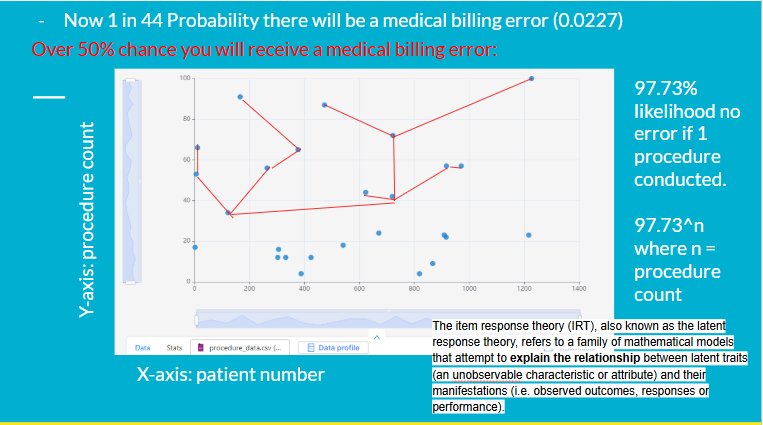 - Now 1 in 44 Probability there will be a medical billing error (0.0227)
Over 50% chance you will receive a medical billing error:
Y-axis: procedure count
100
80
60
40
20
0
0
200
400
600
800
1000
1200
1400
Data
Stats
procedure_data.csv (...
Data profile
X-axis: patient number
97.73%
likelihood no
error if 1
procedure
conducted.
97.73^n
where n =
procedure
count
The item response theory (IRT), also known as the latent
response theory, refers to a family of mathematical models
that attempt to explain the relationship between latent traits
(an unobservable characteristic or attribute) and their
manifestations (i.e. observed outcomes, responses or
performance).